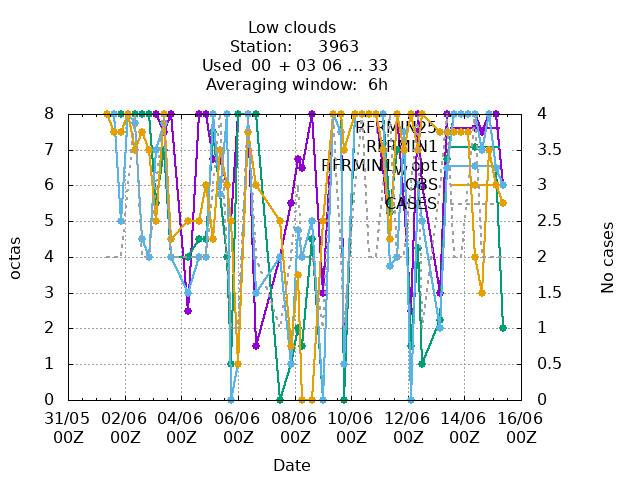 Low clouds
Station: 3963
Used 00 + 03 06 ... 33
Averaging window: 6h
octas
No cases
8
7
6
5
4
3
2
1
0
4
3.5
3
2.5
2
1.5
1
0.5
0
RFRMIN25
RFRMIN1
OBS
CASES
31/05 02/06 04/06 06/06 08/06 10/06 12/06 14/06 16/06
00Z 00Z 00Z 00Z 00Z 00Z 00Z 00Z 00Z
Date